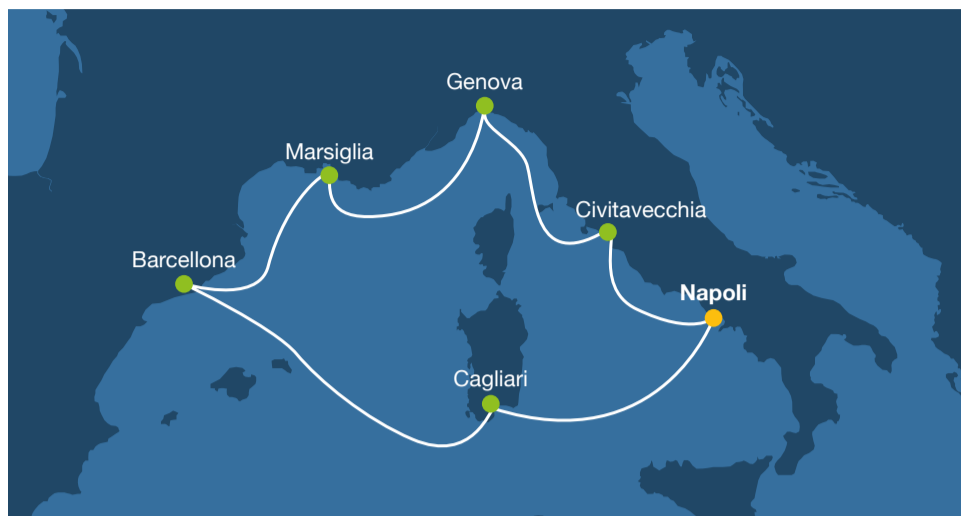 Genova
Marsiglia
Civitavecchia
Barcellona
Napoli
Cagliari